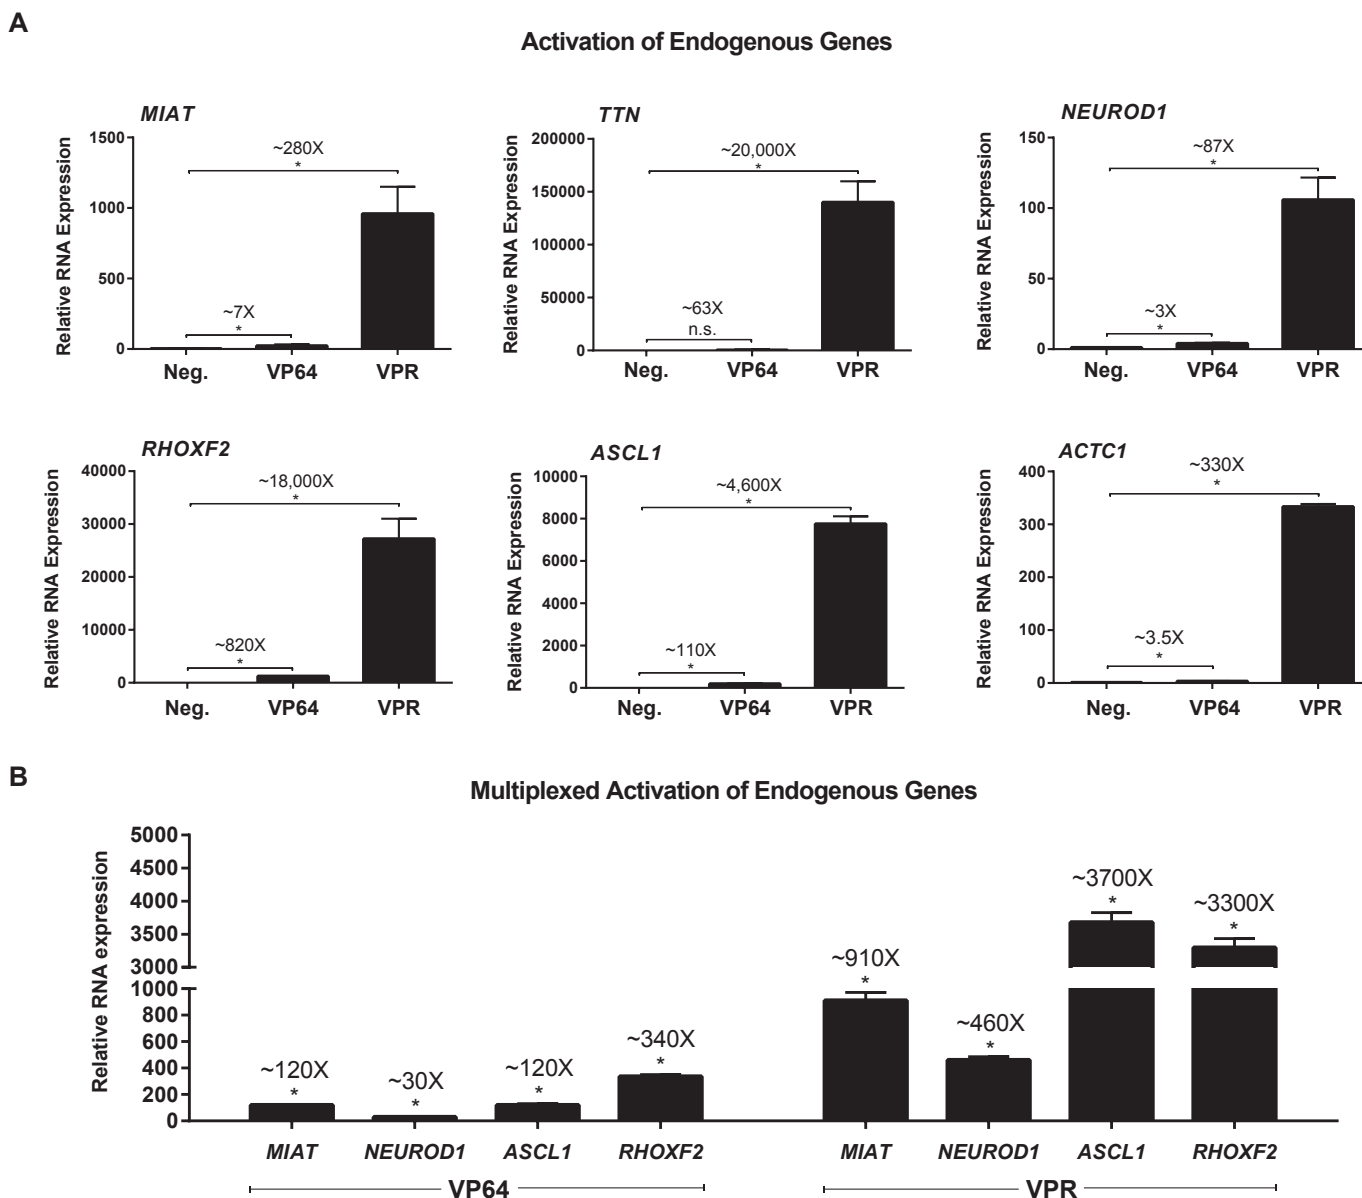 A
Activation of Endogenous Genes
MIAT
Relative RNA Expression
1500
1000
500
0
~280X
*
~7X
*
Neg. VP64 VPR
TTN
Relative RNA Expression
200000
150000
100000
50000
0
~20,000X
*
~63X
n.s.
Neg. VP64 VPR
NEUROD1
Relative RNA Expression
150
100
50
0
~87X
*
~3X
*
Neg. VP64 VPR
RHOXF2
Relative RNA Expression
40000
30000
20000
10000
0
~18,000X
*
~820X
*
Neg. VP64 VPR
ASCL1
Relative RNA Expression
10000
8000
6000
4000
2000
0
~4,600X
*
~110X
*
Neg. VP64 VPR
ACTC1
Relative RNA Expression
400
300
200
100
0
~330X
*
~3.5X
*
Neg. VP64 VPR
B
Multiplexed Activation of Endogenous Genes
Relative RNA expression
5000
4500
4000
3500
3000
1000
800
600
400
200
0
~120X
*
~30X
*
~120X
*
~340X
*
~910X
*
~460X
*
~3700X
*
~3300X
*
MIAT NEUROD1 ASCL1 RHOXF2 MIAT NEUROD1 ASCL1 RHOXF2
VP64 VPR